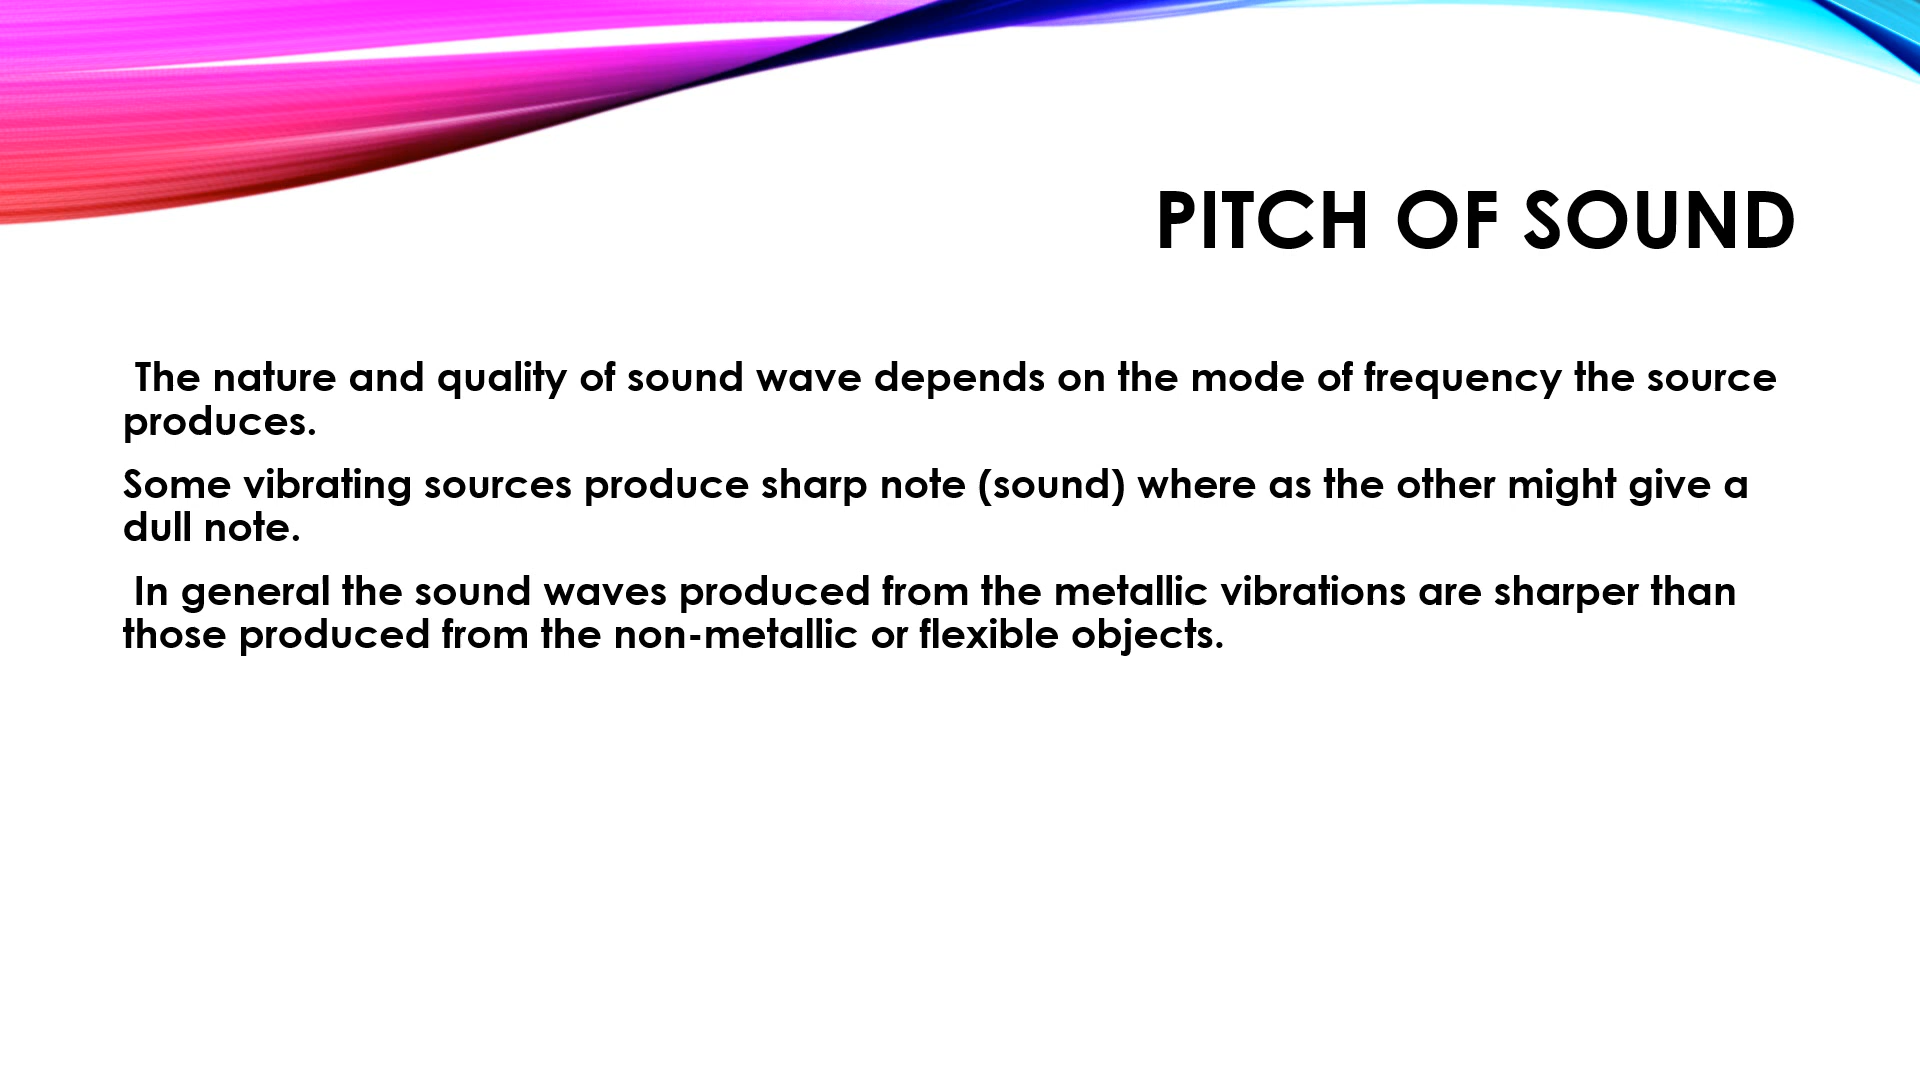 PITCH OF SOUND
The nature and quality of sound wave depends on the mode of frequency the source
produces.
Some vibrating sources produce sharp note (sound) where as the other might give a
dull note.
In general the sound waves produced from the metallic vibrations are sharper than
those produced from the non-metallic or flexible objects.